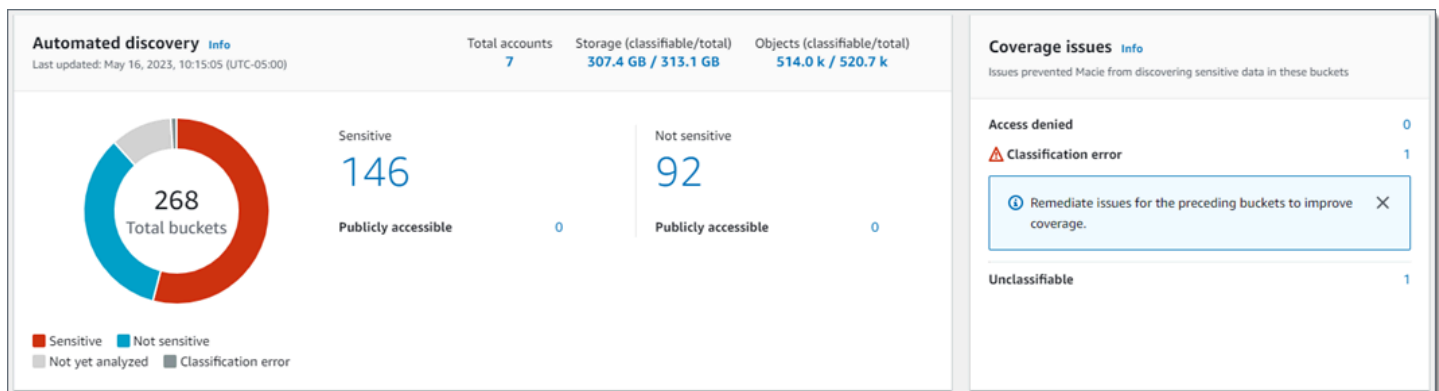 Automated discovery Info
Last updated: May 16, 2023, 10:15:05 (UTC-05:00)
Total accounts
7
Storage (classifiable/total)
307.4 GB / 313.1 GB
Objects (classifiable/total)
514.0 k / 520.7 k
268
Total buckets
Sensitive
146
Publicly accessible 0
Not sensitive
92
Publicly accessible 0
Sensitive Not sensitive
Not yet analyzed Classification error
Coverage issues Info
Issues prevented Macie from discovering sensitive data in these buckets
Access denied 0
Classification error 1
Remediate issues for the preceding buckets to improve
coverage.
Unclassifiable 1